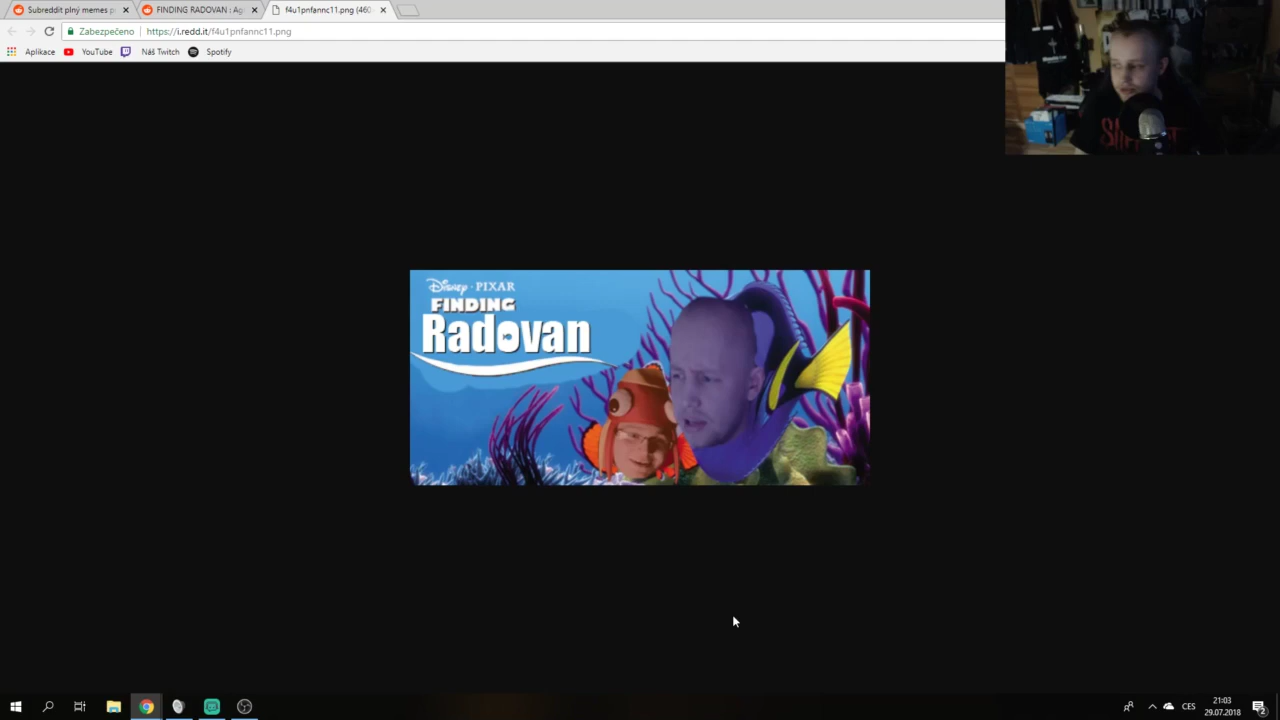 Subreddit plný memes p
FINDING RADOVAN : Ag
f4u1pnfannc11.png (460
Zabezpečeno
https://i.redd.it/f4u1pnfannc11.png
Aplikace
YouTube
Náš Twitch
Spotify
Disney · PIXAR
FINDING
Radovan
CES
21:03
29.07.2018
2